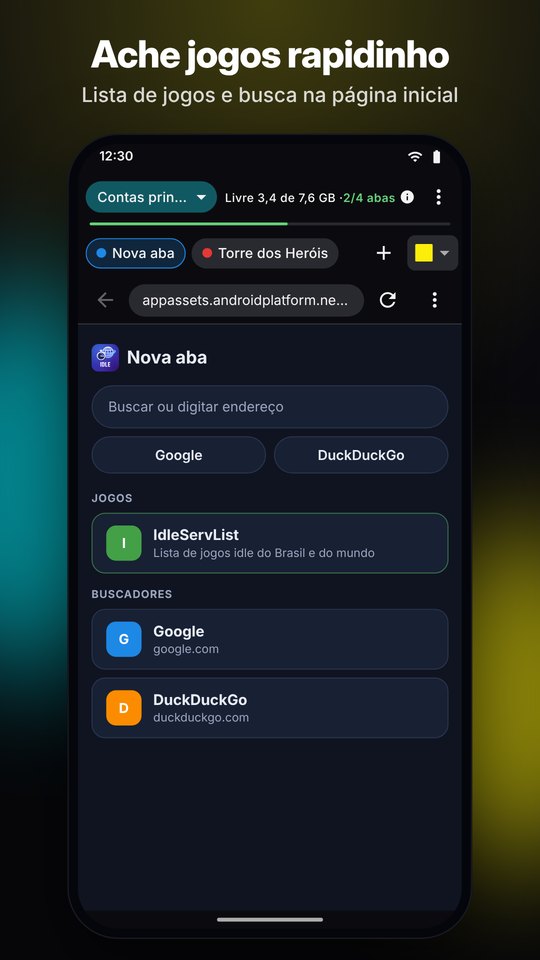 Ache jogos rapidinho
Lista de jogos e busca na página inicial
12:30
Contas prin...
Livre 3,4 de 7,6 GB ·2/4 abas
Nova aba
Torre dos Heróis
appassets.androidplatform.ne...
IDLE
Nova aba
Buscar ou digitar endereço
Google
DuckDuckGo
JOGOS
I
IdleServList
Lista de jogos idle do Brasil e do mundo
BUSCADORES
G
Google
google.com
D
DuckDuckGo
duckduckgo.com